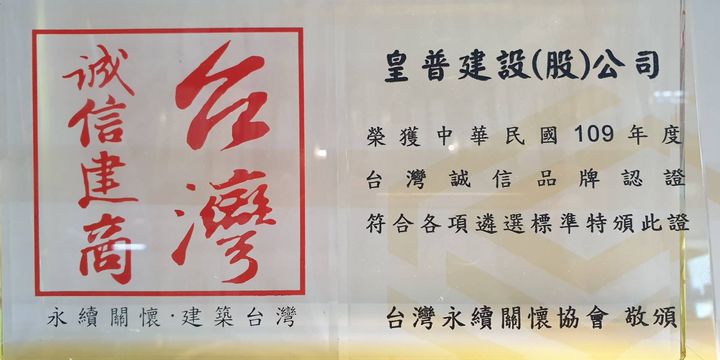 台灣
誠信建商
永續關懷·建築台灣
皇普建設(股)公司
榮獲中華民國109年度
台灣誠信品牌認證
符合各項遴選標準特頒此證
台灣永續關懷協會 敬頒